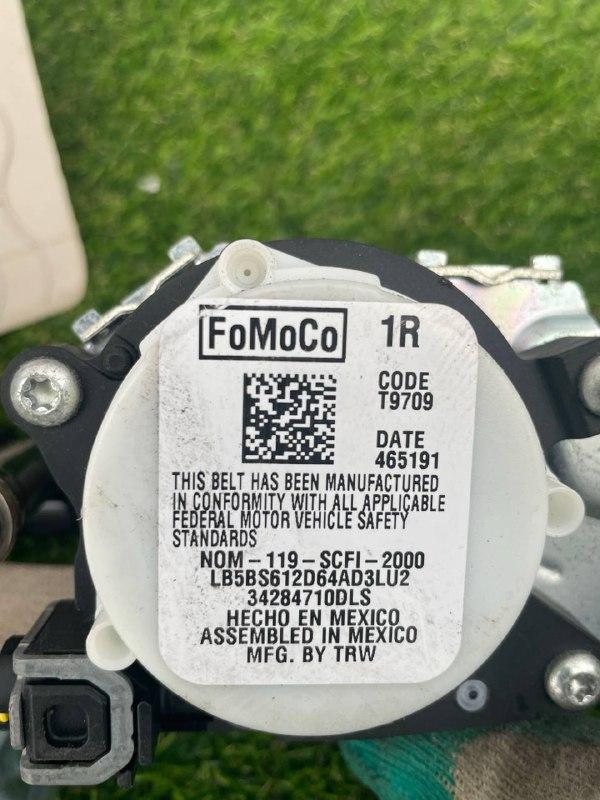 FoMoCo 1R
CODE
T9709
DATE
465191
THIS BELT HAS BEEN MANUFACTURED
IN CONFORMITY WITH ALL APPLICABLE
FEDERAL MOTOR VEHICLE SAFETY
STANDARDS
NOM-119-SCFI-2000
LB5BS612D64AD3LU2
34284710DLS
HECHO EN MEXICO
ASSEMBLED IN MEXICO
MFG. BY TRW